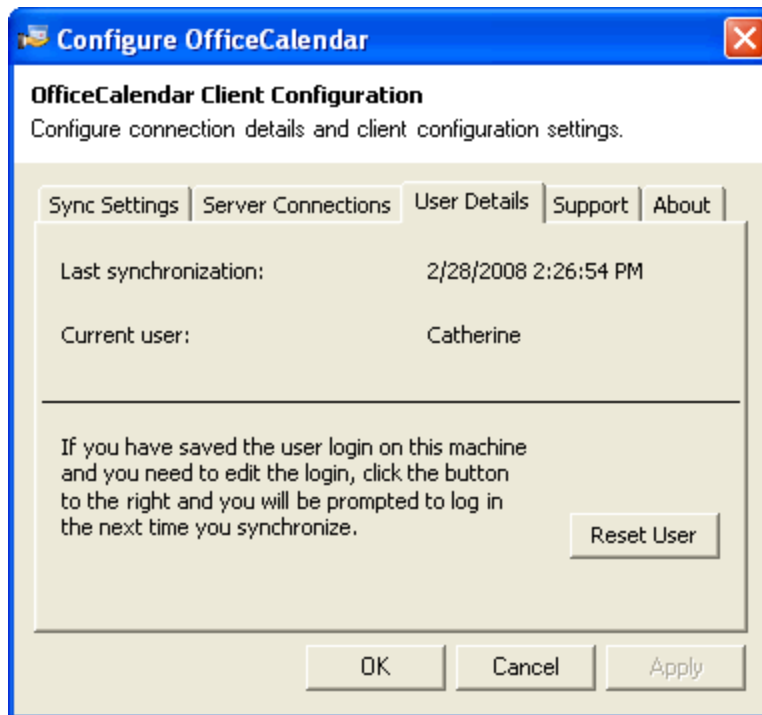 Configure OfficeCalendar
OfficeCalendar Client Configuration
Configure connection details and client configuration settings.
Sync Settings Server Connections User Details Support About
Last synchronization: 2/28/2008 2:26:54 PM
Current user: Catherine
If you have saved the user login on this machine
and you need to edit the login, click the button
to the right and you will be prompted to log in
the next time you synchronize.
Reset User
OK Cancel Apply